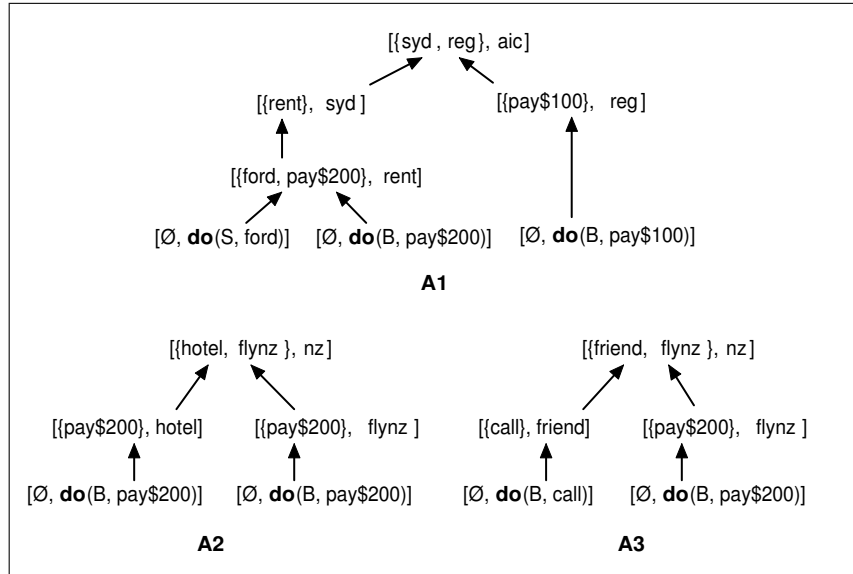 [{syd , reg}, aic]
[{rent}, syd ] [{pay$100}, reg]
[{ford, pay$200}, rent]
[Ø, do(S, ford)] [Ø, do(B, pay$200)] [Ø, do(B, pay$100)]
A1
[{hotel, flynz }, nz] [{friend, flynz }, nz]
[{pay$200}, hotel] [{pay$200}, flynz ] [{call}, friend] [{pay$200}, flynz ]
[Ø, do(B, pay$200)] [Ø, do(B, pay$200)] [Ø, do(B, call)] [Ø, do(B, pay$200)]
A2 A3